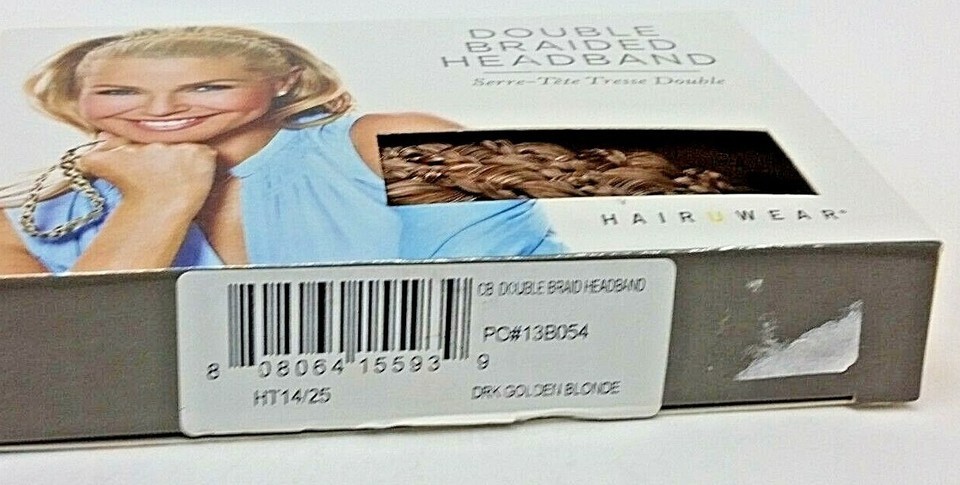 DOUBLE
BRAIDED
HEADBAND
Serre-Tête Tresse Double
HAIRUWEAR
CB DOUBLE BRAID HEADBAND
PO#13B054
8 08064 15593 9
HT14/25
DRK GOLDEN BLONDE